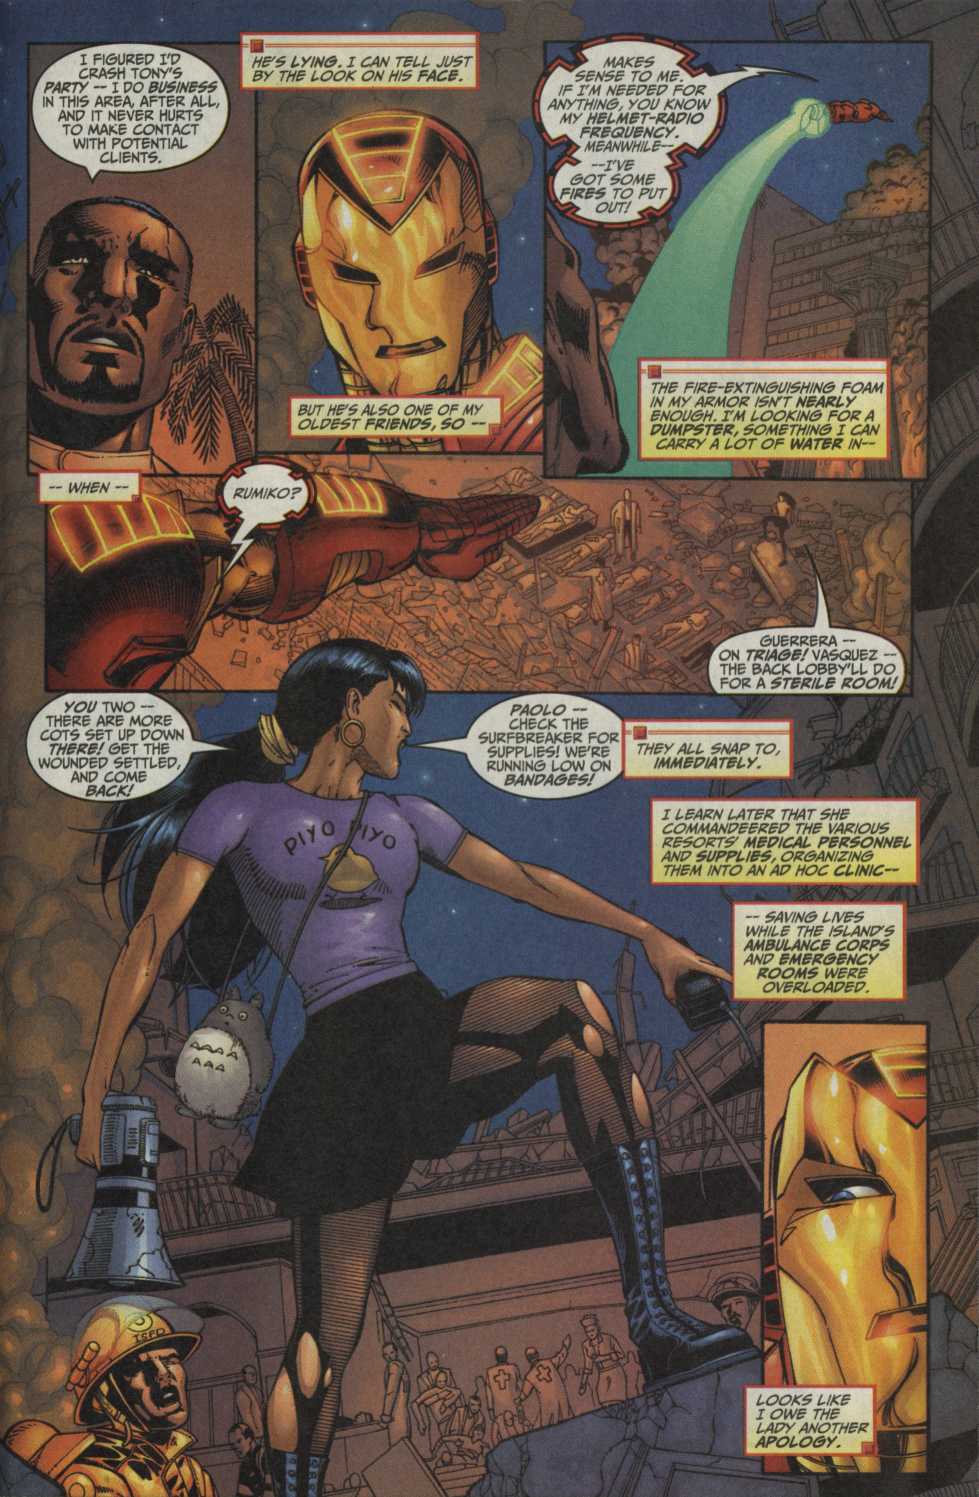 I FIGURED I'D
CRASH TONY'S
PARTY -- I DO BUSINESS
IN THIS AREA, AFTER ALL,
AND IT NEVER HURTS
TO MAKE CONTACT
WITH POTENTIAL
CLIENTS.
HE'S LYING. I CAN TELL JUST
BY THE LOOK ON HIS FACE.
BUT HE'S ALSO ONE OF MY
OLDEST FRIENDS, SO --
MAKES
SENSE TO ME.
IF I'M NEEDED FOR
ANYTHING, YOU KNOW
MY HELMET-RADIO
FREQUENCY.
MEANWHILE--
--I'VE
GOT SOME
FIRES TO PUT
OUT!
THE FIRE-EXTINGUISHING FOAM
IN MY ARMOR ISN'T NEARLY
ENOUGH. I'M LOOKING FOR A
DUMPSTER, SOMETHING I CAN
CARRY A LOT OF WATER IN--
-- WHEN --
RUMIKO?
GUERRERA --
ON TRIAGE! VASQUEZ --
THE BACK LOBBY'LL DO
FOR A STERILE ROOM!
YOU TWO --
THERE ARE MORE
COTS SET UP DOWN
THERE! GET THE
WOUNDED SETTLED,
AND COME
BACK!
PAOLO --
CHECK THE
SURFBREAKER FOR
SUPPLIES! WE'RE
RUNNING LOW ON
BANDAGES!
THEY ALL SNAP TO,
IMMEDIATELY.
I LEARN LATER THAT SHE
COMMANDEERED THE VARIOUS
RESORTS' MEDICAL PERSONNEL
AND SUPPLIES, ORGANIZING
THEM INTO AN AD HOC CLINIC--
-- SAVING LIVES
WHILE THE ISLAND'S
AMBULANCE CORPS
AND EMERGENCY
ROOMS WERE
OVERLOADED.
PIYO PIYO
ISFD
LOOKS LIKE
I OWE THE
LADY ANOTHER
APOLOGY.